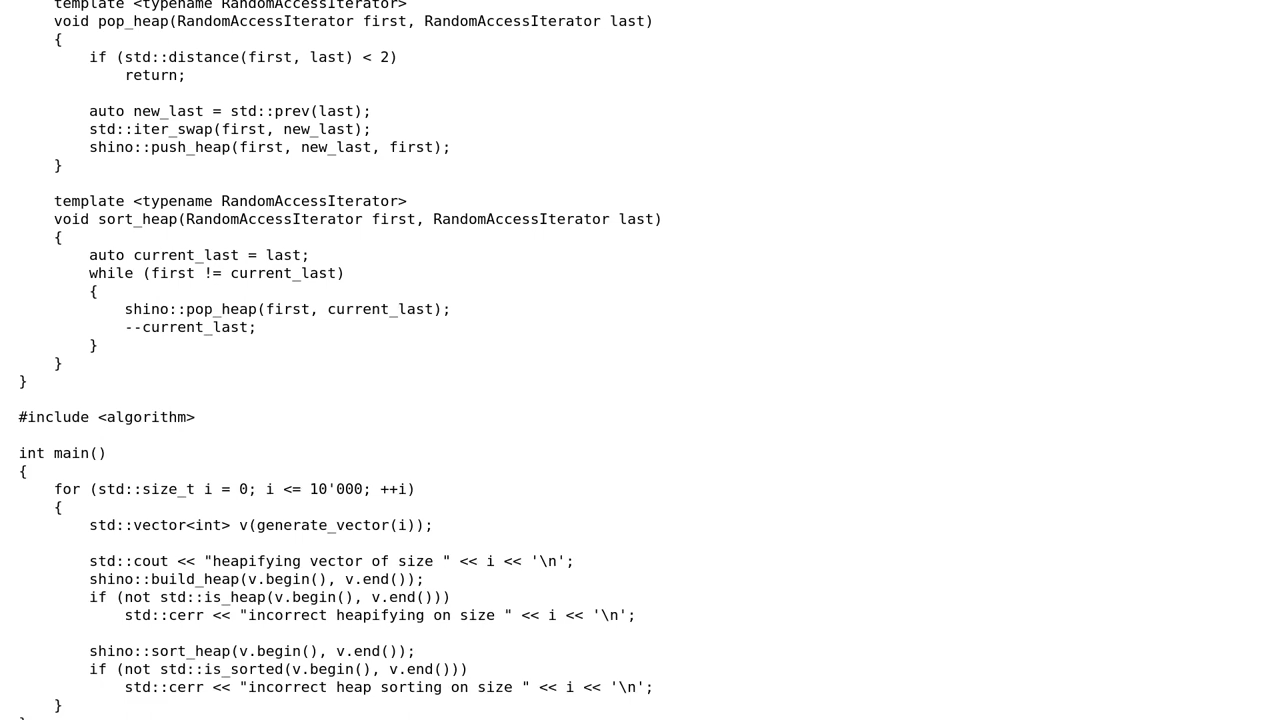 template <typename RandomAccessIterator>
    void pop_heap(RandomAccessIterator first, RandomAccessIterator last)
    {
        if (std::distance(first, last) < 2)
            return;

        auto new_last = std::prev(last);
        std::iter_swap(first, new_last);
        shino::push_heap(first, new_last, first);
    }

    template <typename RandomAccessIterator>
    void sort_heap(RandomAccessIterator first, RandomAccessIterator last)
    {
        auto current_last = last;
        while (first != current_last)
        {
            shino::pop_heap(first, current_last);
            --current_last;
        }
    }
}

#include <algorithm>

int main()
{
    for (std::size_t i = 0; i <= 10'000; ++i)
    {
        std::vector<int> v(generate_vector(i));

        std::cout << "heapifying vector of size " << i << '\n';
        shino::build_heap(v.begin(), v.end());
        if (not std::is_heap(v.begin(), v.end()))
            std::cerr << "incorrect heapifying on size " << i << '\n';

        shino::sort_heap(v.begin(), v.end());
        if (not std::is_sorted(v.begin(), v.end()))
            std::cerr << "incorrect heap sorting on size " << i << '\n';
    }
}